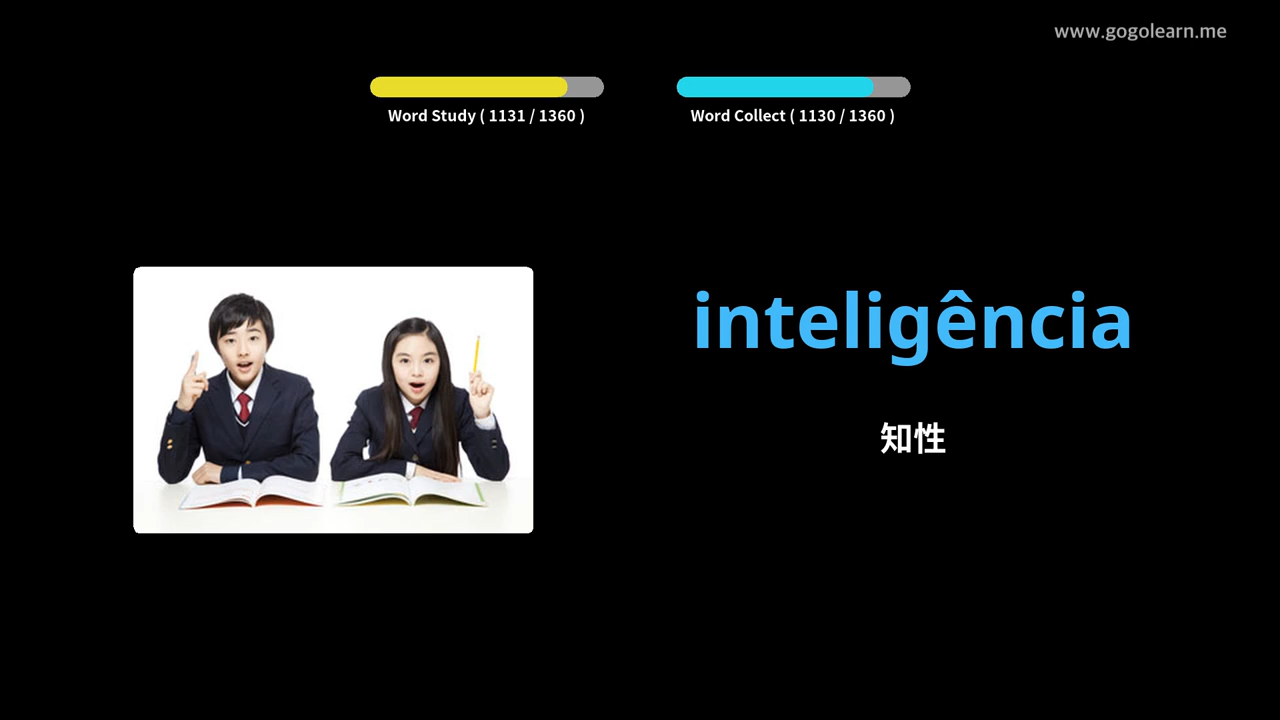 www.gogolearn.me
Word Study ( 1131 / 1360 )
Word Collect ( 1130 / 1360 )
inteligência
知性